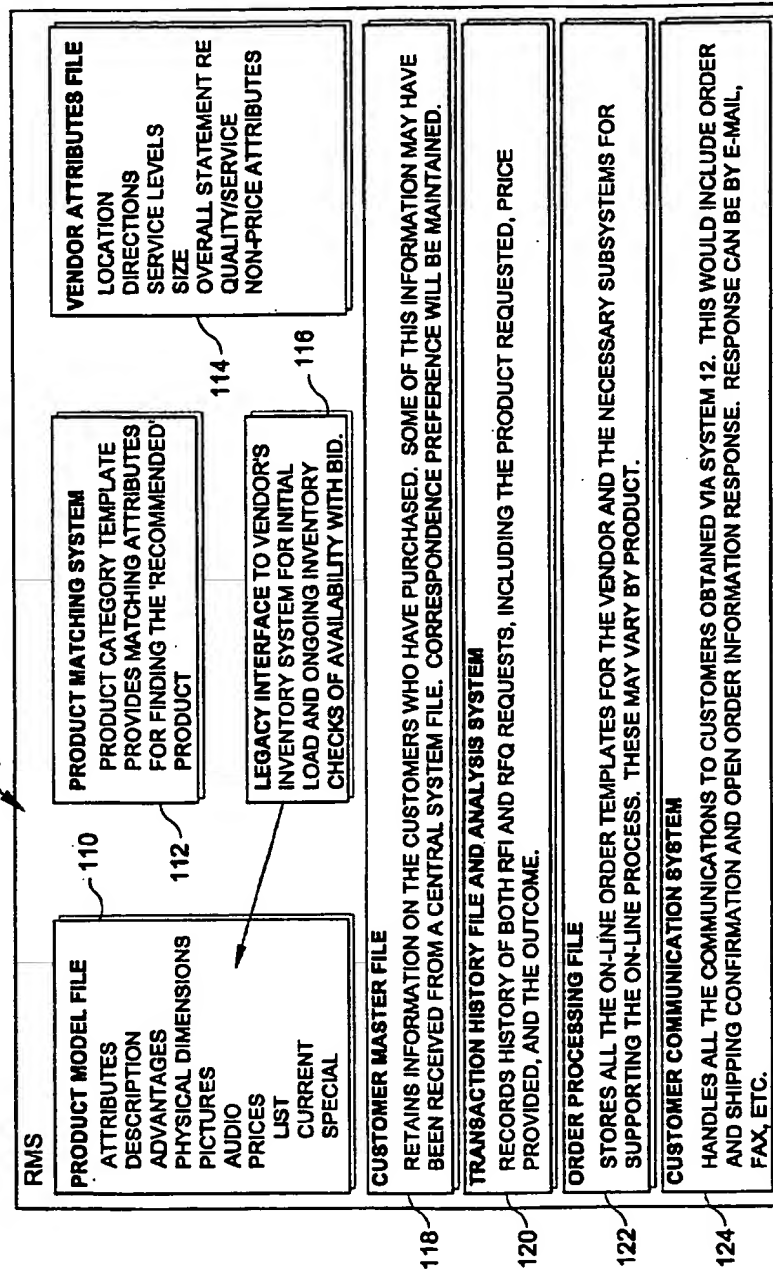 RMS
110
PRODUCT MODEL FILE
ATTRIBUTES
DESCRIPTION
ADVANTAGES
PHYSICAL DIMENSIONS
PICTURES
AUDIO
PRICES
LIST
CURRENT
SPECIAL
112
PRODUCT MATCHING SYSTEM
PRODUCT CATEGORY TEMPLATE
PROVIDES MATCHING ATTRIBUTES
FOR FINDING THE 'RECOMMENDED'
PRODUCT
114
VENDOR ATTRIBUTES FILE
LOCATION
DIRECTIONS
SERVICE LEVELS
SIZE
OVERALL STATEMENT RE
QUALITY/SERVICE
NON-PRICE ATTRIBUTES
116
LEGACY INTERFACE TO VENDOR'S
INVENTORY SYSTEM FOR INITIAL
LOAD AND ONGOING INVENTORY
CHECKS OF AVAILABILITY WITH BID.
118
CUSTOMER MASTER FILE
RETAINS INFORMATION ON THE CUSTOMERS WHO HAVE PURCHASED. SOME OF THIS INFORMATION MAY HAVE
BEEN RECEIVED FROM A CENTRAL SYSTEM FILE. CORRESPONDENCE PREFERENCE WILL BE MAINTAINED.
120
TRANSACTION HISTORY FILE AND ANALYSIS SYSTEM
RECORDS HISTORY OF BOTH RFI AND RFQ REQUESTS, INCLUDING THE PRODUCT REQUESTED, PRICE
PROVIDED, AND THE OUTCOME.
122
ORDER PROCESSING FILE
STORES ALL THE ON-LINE ORDER TEMPLATES FOR THE VENDOR AND THE NECESSARY SUBSYSTEMS FOR
SUPPORTING THE ON-LINE PROCESS. THESE MAY VARY BY PRODUCT.
124
CUSTOMER COMMUNICATION SYSTEM
HANDLES ALL THE COMMUNICATIONS TO CUSTOMERS OBTAINED VIA SYSTEM 12. THIS WOULD INCLUDE ORDER
AND SHIPPING CONFIRMATION AND OPEN ORDER INFORMATION RESPONSE. RESPONSE CAN BE BY E-MAIL,
FAX, ETC.